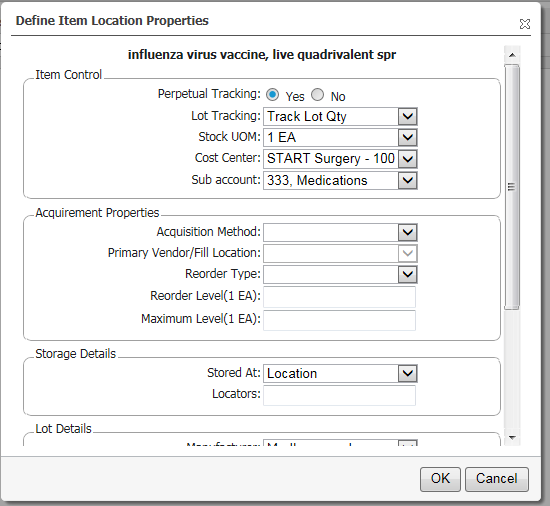 Define Item Location Properties
influenza virus vaccine, live quadrivalent spr
Item Control
Perpetual Tracking: Yes No
Lot Tracking: Track Lot Qty
Stock UOM: 1 EA
Cost Center: START Surgery - 100
Sub account: 333, Medications
Acquirement Properties
Acquisition Method:
Primary Vendor/Fill Location:
Reorder Type:
Reorder Level(1 EA):
Maximum Level(1 EA):
Storage Details
Stored At: Location
Locators:
Lot Details
Manufacturer:
OK Cancel